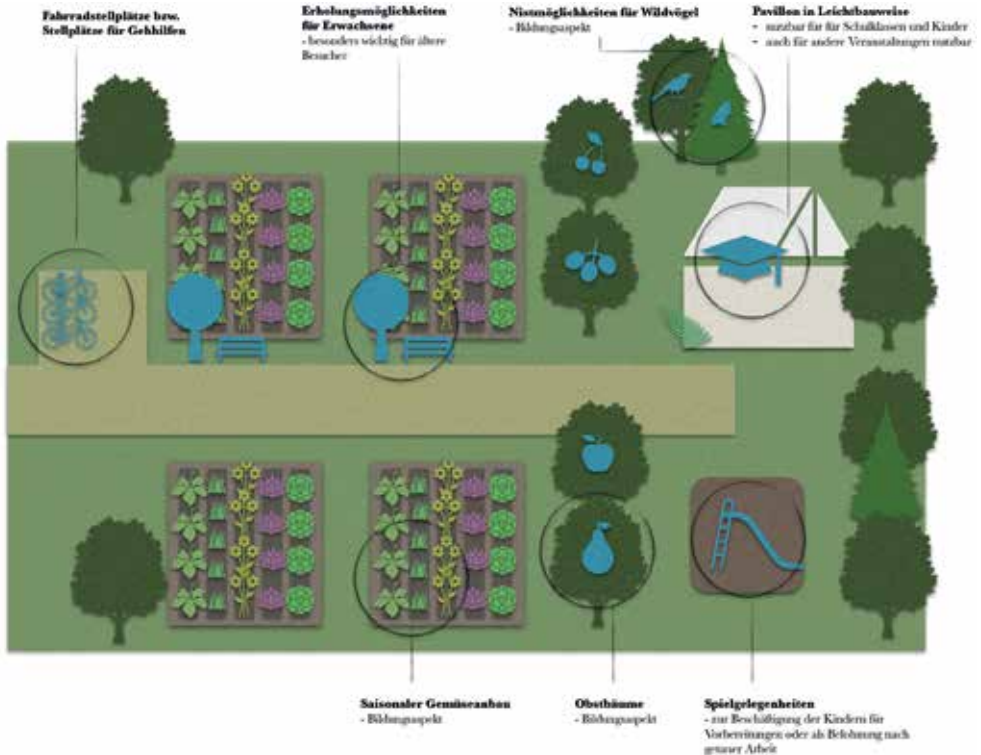 Fahrradstellplätze bzw.
Stellplätze für Gehhilfen
Erholungsmöglichkeiten
für Erwachsene
- besonders wichtig für ältere
Besucher
Nistmöglichkeiten für Wildvögel
- Bildungsaspekt
Pavillon in Leichtbauweise
- nutzbar für für Schulklassen und Kinder
- auch für andere Veranstaltungen nutzbar
Saisonaler Gemüseanbau
- Bildungsaspekt
Obstbäume
- Bildungsaspekt
Spielgelegenheiten
- zur Beschäftigung der Kindern für
Vorbereitungen oder als Belohnung nach
getaner Arbeit